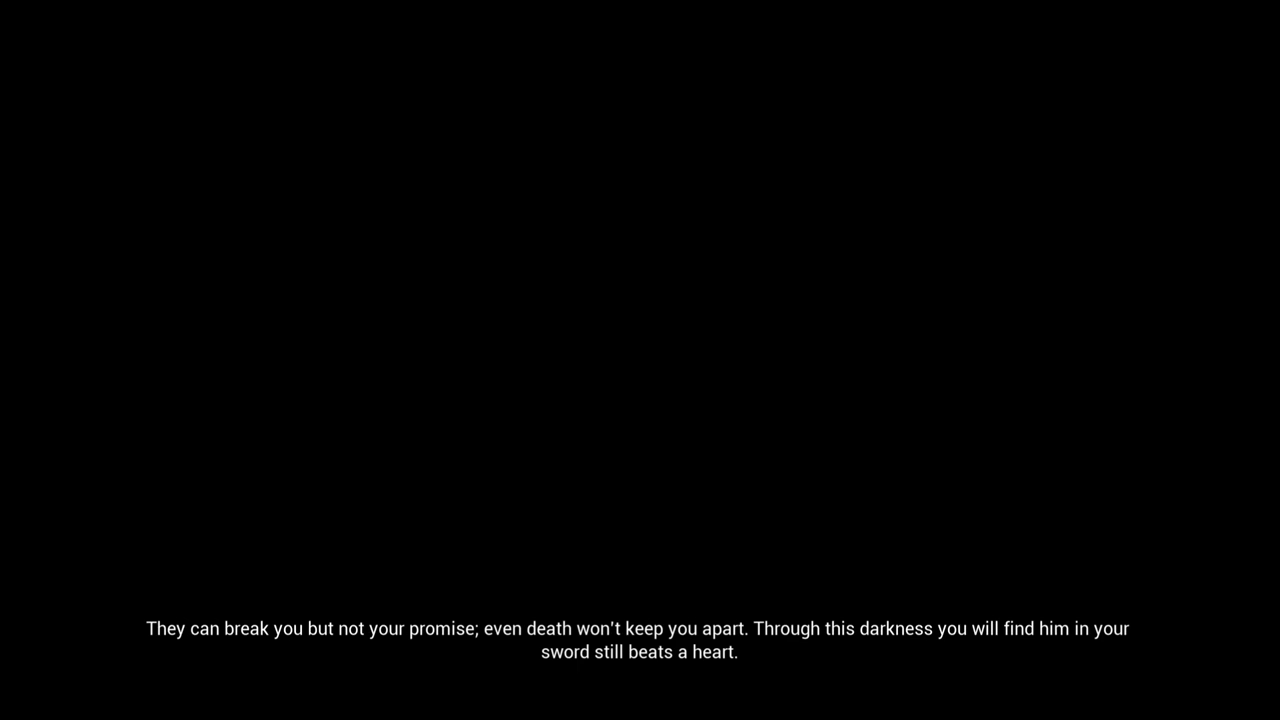 They can break you but not your promise; even death won't keep you apart. Through this darkness you will find him in your
sword still beats a heart.